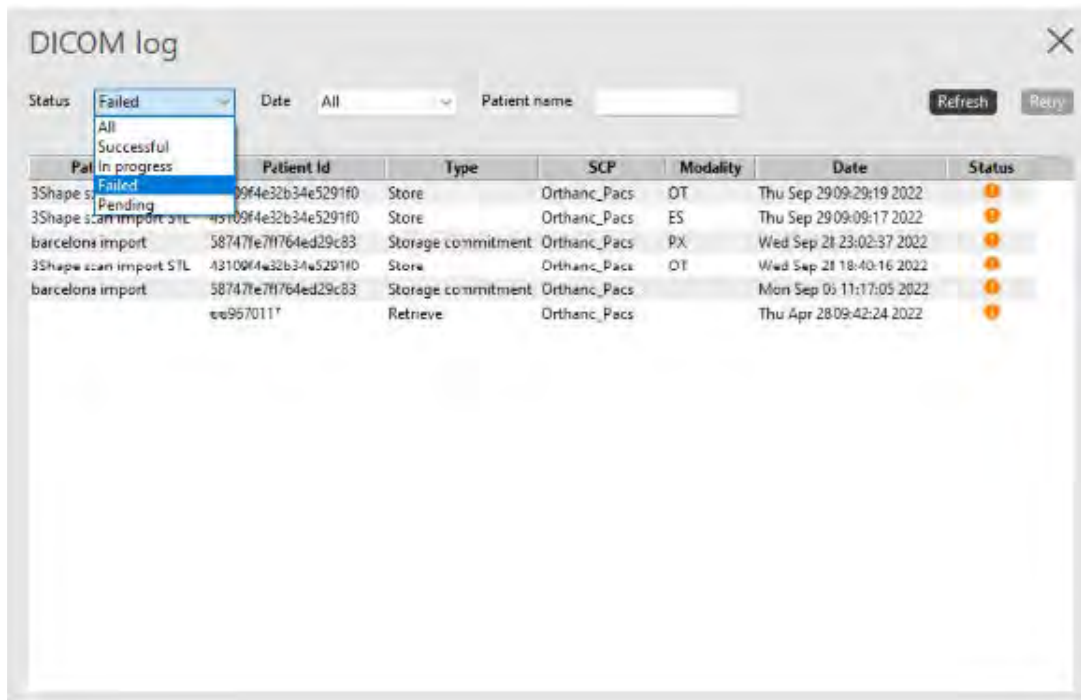 DICOM log
Status Failed Date All Patient name Refresh Retry
All
Successful
In progress
Failed
Pending
Pat Patient Id Type SCP Modality Date Status
3Shape 09f4e32b34e5291f0 Store Orthanc_Pacs OT Thu Sep 29 09:29:19 2022
3Shape scan import STL 43109f4e32b34e5291f0 Store Orthanc_Pacs ES Thu Sep 29 09:09:17 2022
barcelona import 58747fe7f1764ed29c83 Storage commitment Orthanc_Pacs PX Wed Sep 28 23:02:37 2022
3Shape scan import STL 43109f4e32b34e5291f0 Store Orthanc_Pacs OT Wed Sep 28 18:40:16 2022
barcelona import 58747fe7f1764ed29c83 Storage commitment Orthanc_Pacs Mon Sep 11:17:05 2022
Retrieve Orthanc_Pacs Thu Apr 28 09:42:24 2022